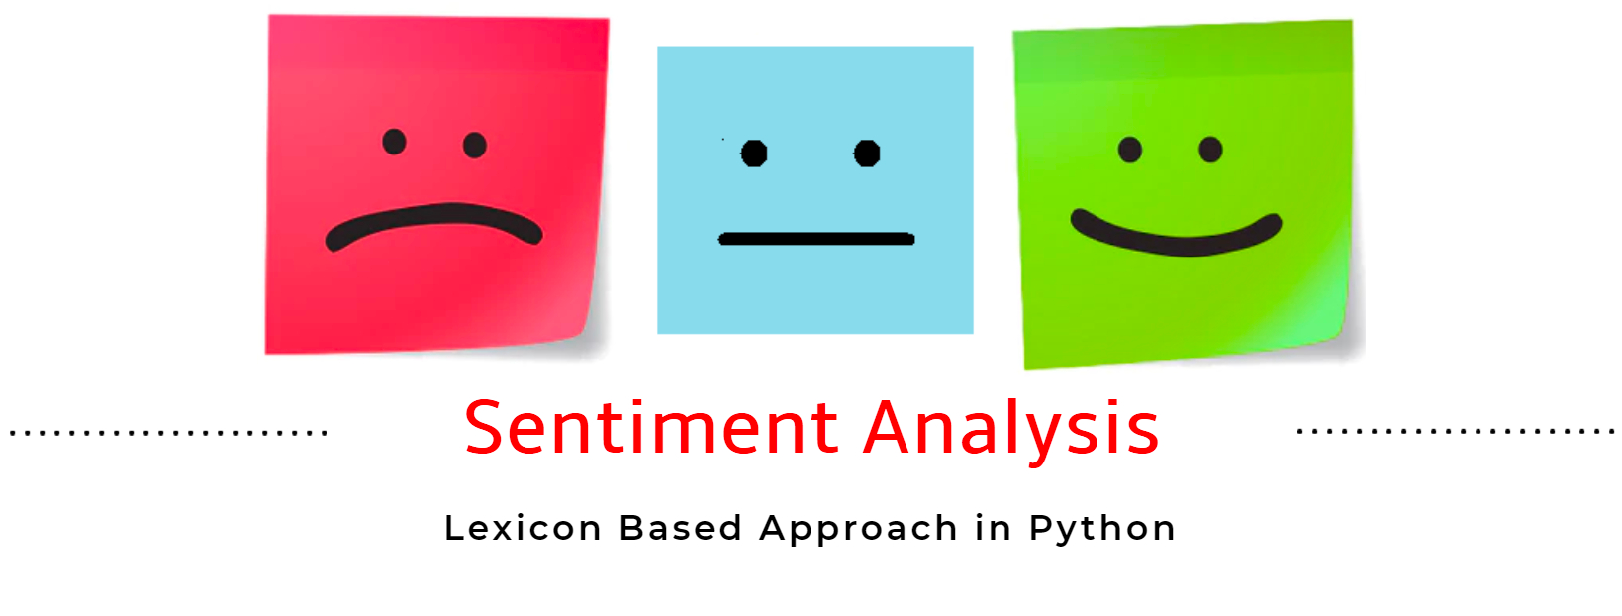 Sentiment Analysis
Lexicon Based Approach in Python